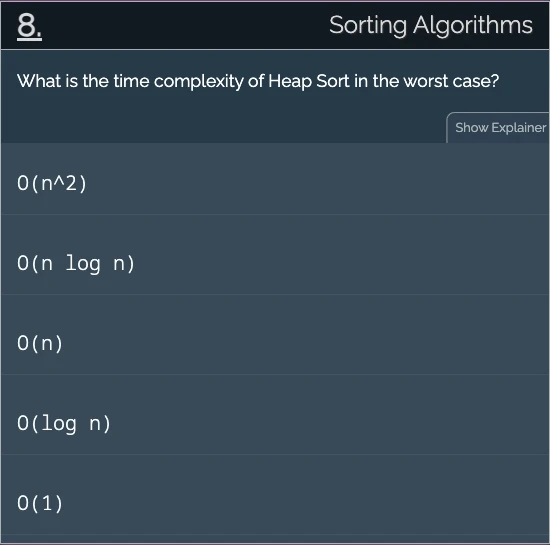 8.
Sorting Algorithms
What is the time complexity of Heap Sort in the worst case?
Show Explainer
O(n^2)
O(n log n)
O(n)
O(log n)
O(1)